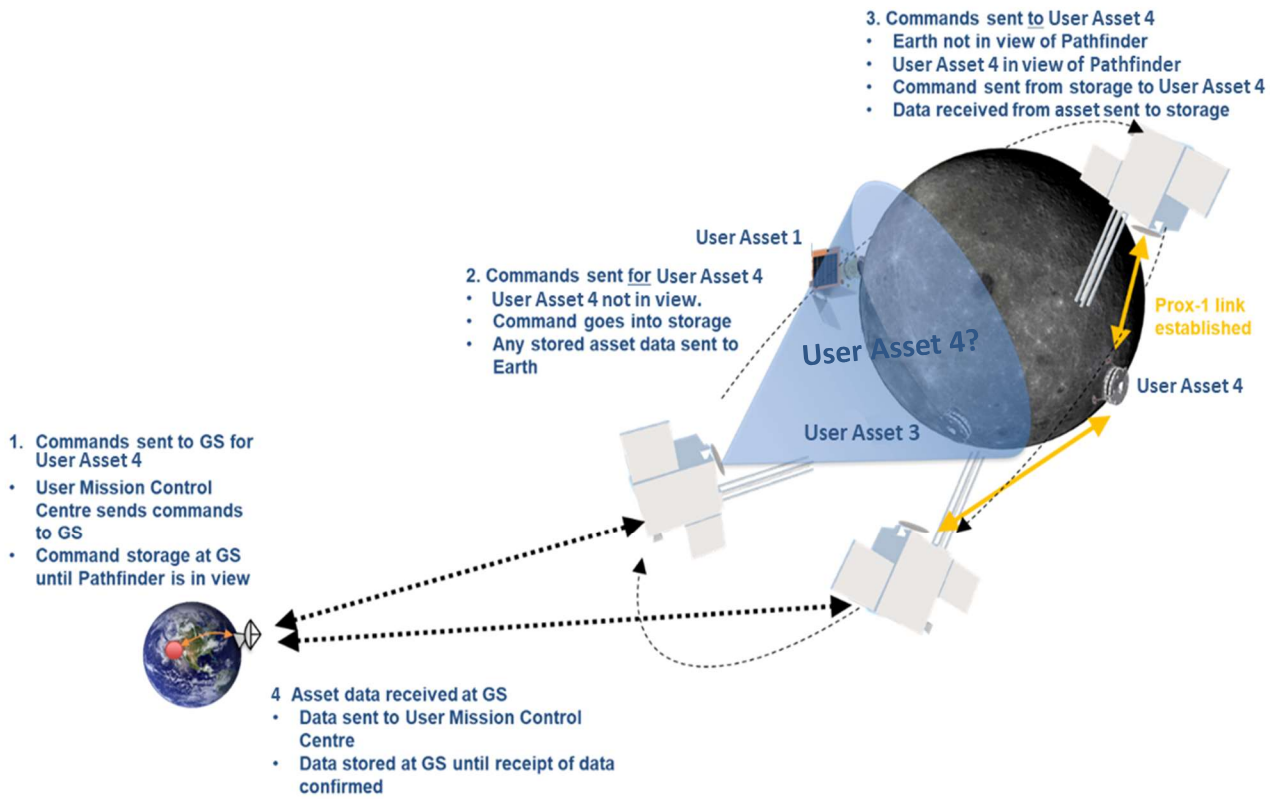 3. Commands sent to User Asset 4
• Earth not in view of Pathfinder
• User Asset 4 in view of Pathfinder
• Command sent from storage to User Asset 4
• Data received from asset sent to storage
User Asset 1
2. Commands sent for User Asset 4
• User Asset 4 not in view.
• Command goes into storage
• Any stored asset data sent to
Earth
Prox-1 link
established
User Asset 4?
User Asset 4
User Asset 3
1. Commands sent to GS for
User Asset 4
• User Mission Control
Centre sends commands
to GS
• Command storage at GS
until Pathfinder is in view
4 Asset data received at GS
• Data sent to User Mission Control
Centre
• Data stored at GS until receipt of data
confirmed